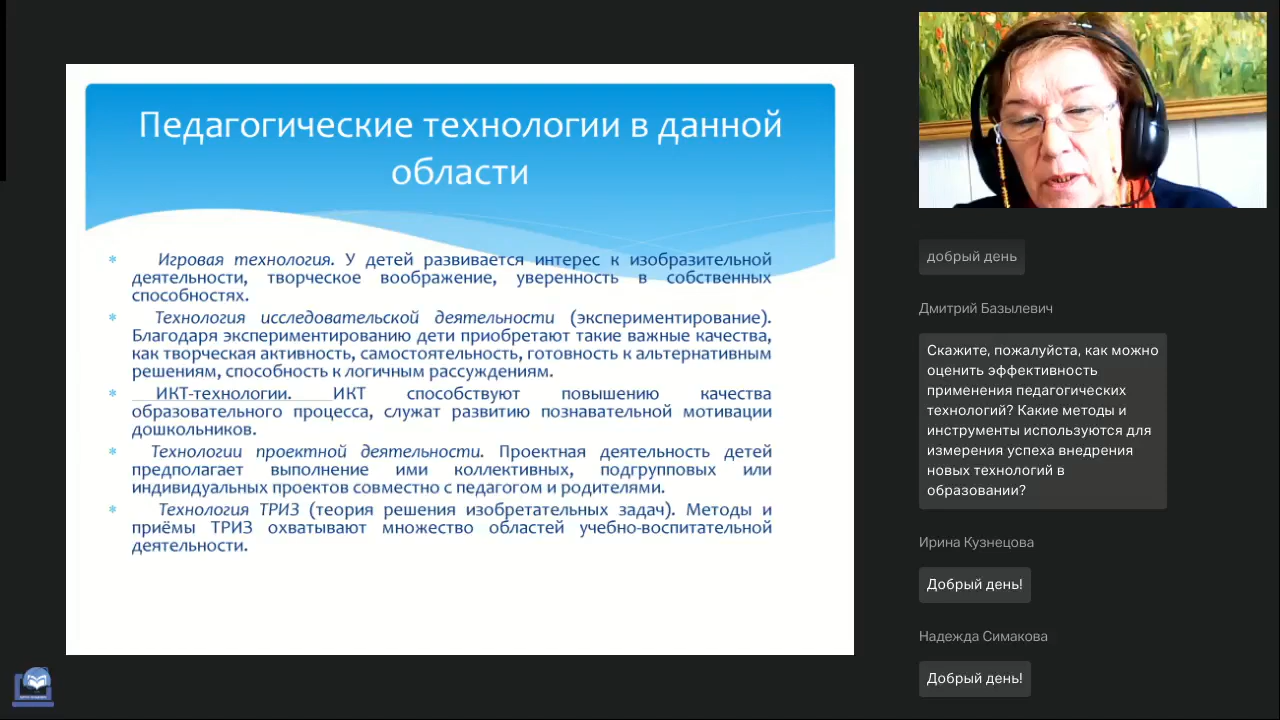 Педагогические технологии в данной
области
Игровая технология. У детей развивается интерес к изобразительной
деятельности, творческое воображение, уверенность в собственных
способностях.
Технология исследовательской деятельности (экспериментирование).
Благодаря экспериментированию дети приобретают такие важные качества,
как творческая активность, самостоятельность, готовность к альтернативным
решениям, способность к логичным рассуждениям.
ИКТ-технологии. ИКТ способствуют повышению качества
образовательного процесса, служат развитию познавательной мотивации
дошкольников.
Технологии проектной деятельности. Проектная деятельность детей
предполагает выполнение ими коллективных, подгрупповых или
индивидуальных проектов совместно с педагогом и родителями.
Технология ТРИЗ (теория решения изобретательных задач). Методы и
приёмы ТРИЗ охватывают множество областей учебно-воспитательной
деятельности.
добрый день
Дмитрий Базылевич
Скажите, пожалуйста, как можно
оценить эффективность
применения педагогических
технологий? Какие методы и
инструменты используются для
измерения успеха внедрения
новых технологий в
образовании?
Ирина Кузнецова
Добрый день!
Надежда Симакова
Добрый день!